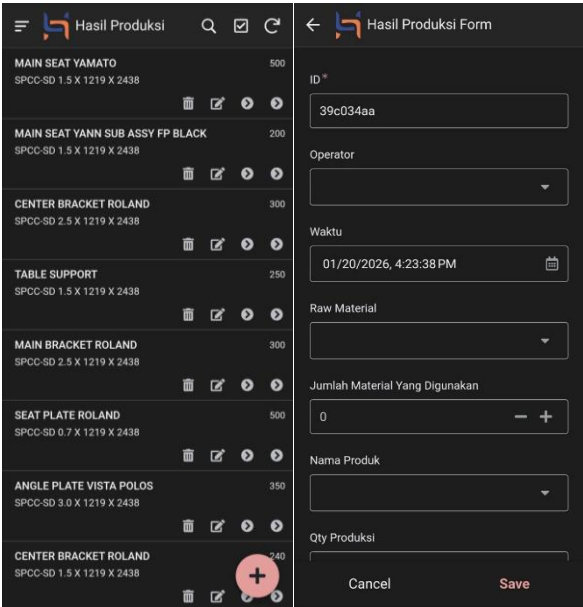 Hasil Produksi
MAIN SEAT YAMATO 500
SPCC-SD 1.5 X 1219 X 2438
MAIN SEAT YANN SUB ASSY FP BLACK 200
SPCC-SD 1.5 X 1219 X 2438
CENTER BRACKET ROLAND 300
SPCC-SD 2.5 X 1219 X 2438
TABLE SUPPORT 250
SPCC-SD 1.5 X 1219 X 2438
MAIN BRACKET ROLAND 300
SPCC-SD 2.5 X 1219 X 2438
SEAT PLATE ROLAND 500
SPCC-SD 0.7 X 1219 X 2438
ANGLE PLATE VISTA POLOS 350
SPCC-SD 3.0 X 1219 X 2438
CENTER BRACKET ROLAND 240
SPCC-SD 1.5 X 1219 X 2438
Hasil Produksi Form
ID*
39c034aa
Operator
Waktu
01/20/2026, 4:23:38 PM
Raw Material
Jumlah Material Yang Digunakan
0
Nama Produk
Qty Produksi
Cancel Save